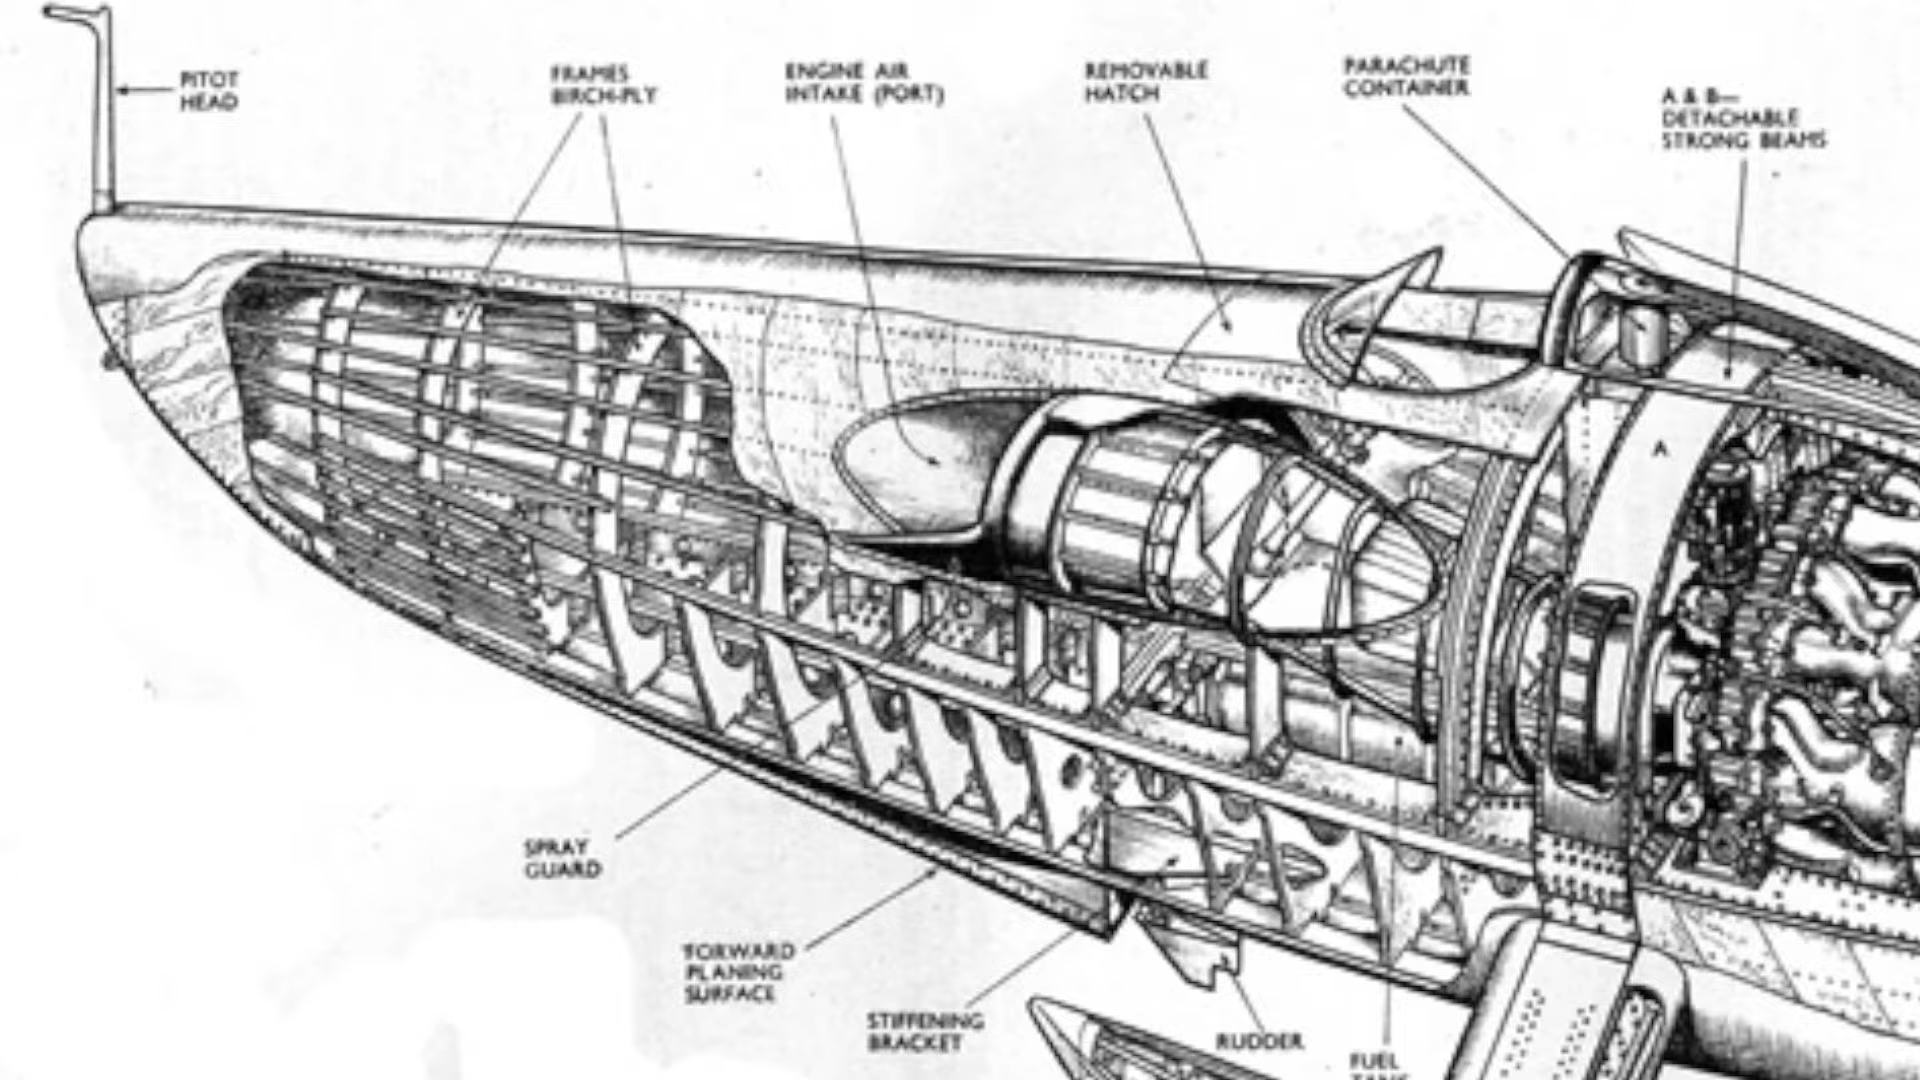 PITOT
HEAD
FRAMES
BIRCH-PLY
ENGINE AIR
INTAKE (PORT)
REMOVABLE
HATCH
PARACHUTE
CONTAINER
A & B—
DETACHABLE
STRONG BEAMS
A
SPRAY
GUARD
FORWARD
PLANING
SURFACE
STIFFENING
BRACKET
RUDDER
FUEL
TANK